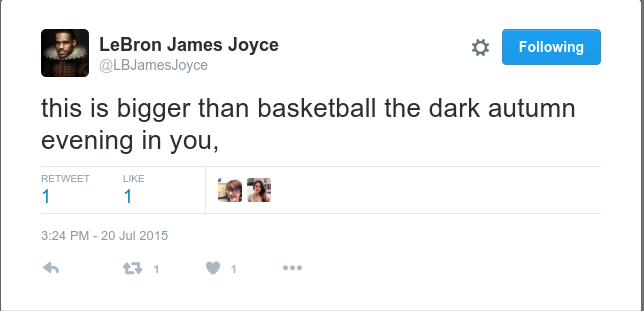 LeBron James Joyce
@LBJamesJoyce
Following
this is bigger than basketball the dark autumn
evening in you,
RETWEET LIKE
1 1
3:24 PM - 20 Jul 2015
1 1